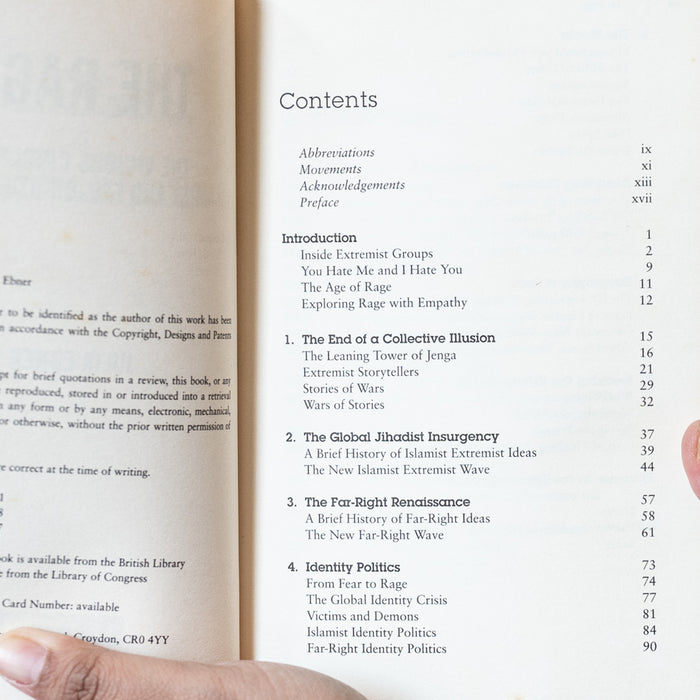 Ebner
to be identified as the author of this work has been
accordance with the Copyright, Designs and Patents
for brief quotations in a review, this book, or any
reproduced, stored in or introduced into a retrieval
any form or by any means, electronic, mechanical,
or otherwise, without the prior written permission of
correct at the time of writing.
is available from the British Library
from the Library of Congress
Card Number: available
Croydon, CR0 4YY
Contents
Abbreviations ix
Movements xi
Acknowledgements xiii
Preface xvii
Introduction 1
Inside Extremist Groups 2
You Hate Me and I Hate You 9
The Age of Rage 11
Exploring Rage with Empathy 12
1. The End of a Collective Illusion 15
The Leaning Tower of Jenga 16
Extremist Storytellers 21
Stories of Wars 29
Wars of Stories 32
2. The Global Jihadist Insurgency 37
A Brief History of Islamist Extremist Ideas 39
The New Islamist Extremist Wave 44
3. The Far-Right Renaissance 57
A Brief History of Far-Right Ideas 58
The New Far-Right Wave 61
4. Identity Politics 73
From Fear to Rage 74
The Global Identity Crisis 77
Victims and Demons 81
Islamist Identity Politics 84
Far-Right Identity Politics 90